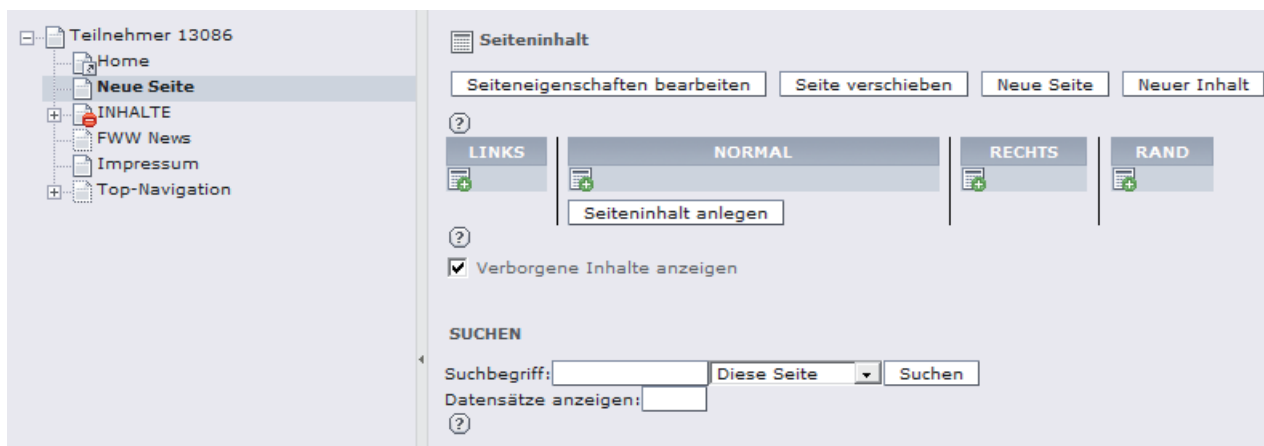 Teilnehmer 13086
Home
Neue Seite
INHALTE
FWW News
Impressum
Top-Navigation
Seiteninhalt
Seiteneigenschaften bearbeiten Seite verschieben Neue Seite Neuer Inhalt
?
LINKS NORMAL RECHTS RAND
Seiteninhalt anlegen
?
Verborgene Inhalte anzeigen
SUCHEN
Suchbegriff: Diese Seite Suchen
Datensätze anzeigen:
?